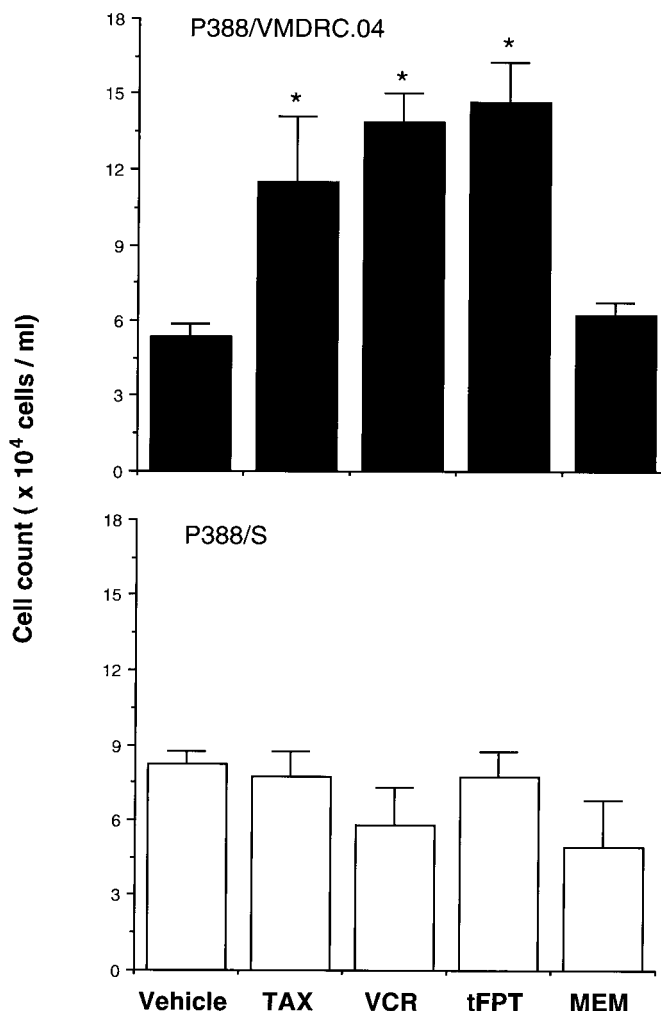 P388/VMDRC.04
18
15
12
9
6
3
0
* * *
Cell count ( x 10⁴ cells / ml)
P388/S
18
15
12
9
6
3
0
Vehicle TAX VCR tFPT MEM